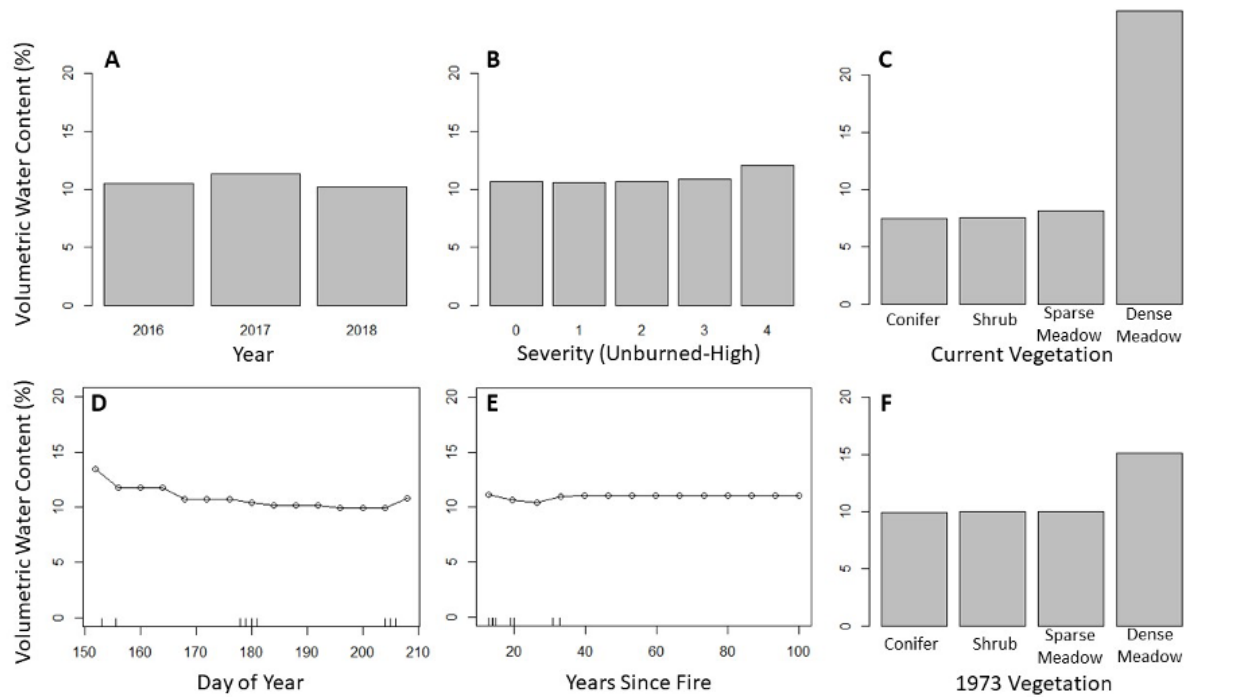 A
Volumetric Water Content (%)
20
15
10
5
0
2016 2017 2018
Year
B
20
15
10
5
0
0 1 2 3 4
Severity (Unburned-High)
C
20
15
10
5
0
Conifer Shrub Sparse Meadow Dense Meadow
Current Vegetation
D
Volumetric Water Content (%)
20
15
10
5
0
150 160 170 180 190 200 210
Day of Year
E
20
15
10
5
0
20 40 60 80 100
Years Since Fire
F
20
15
10
5
0
Conifer Shrub Sparse Meadow Dense Meadow
1973 Vegetation